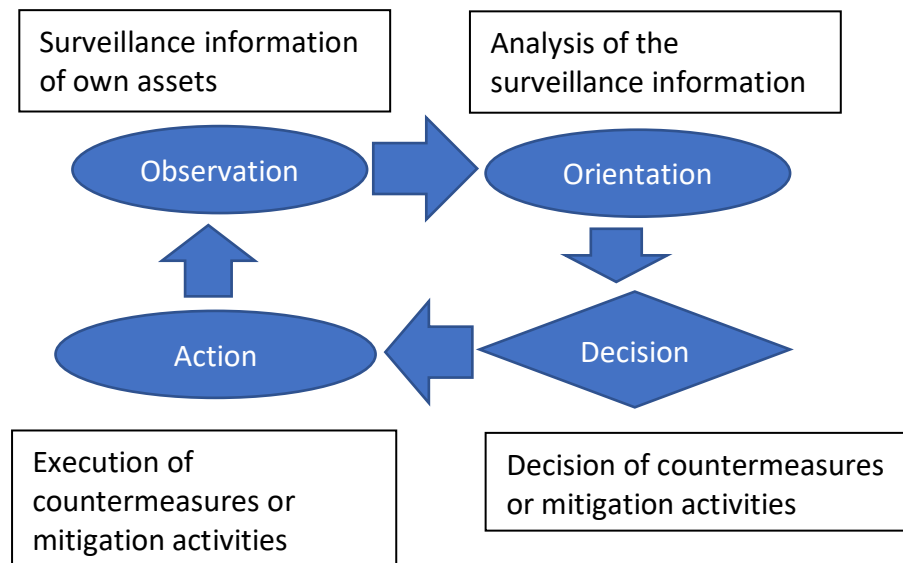 Surveillance information
of own assets
Analysis of the
surveillance information
Observation
Orientation
Action
Decision
Execution of
countermeasures or
mitigation activities
Decision of countermeasures
or mitigation activities